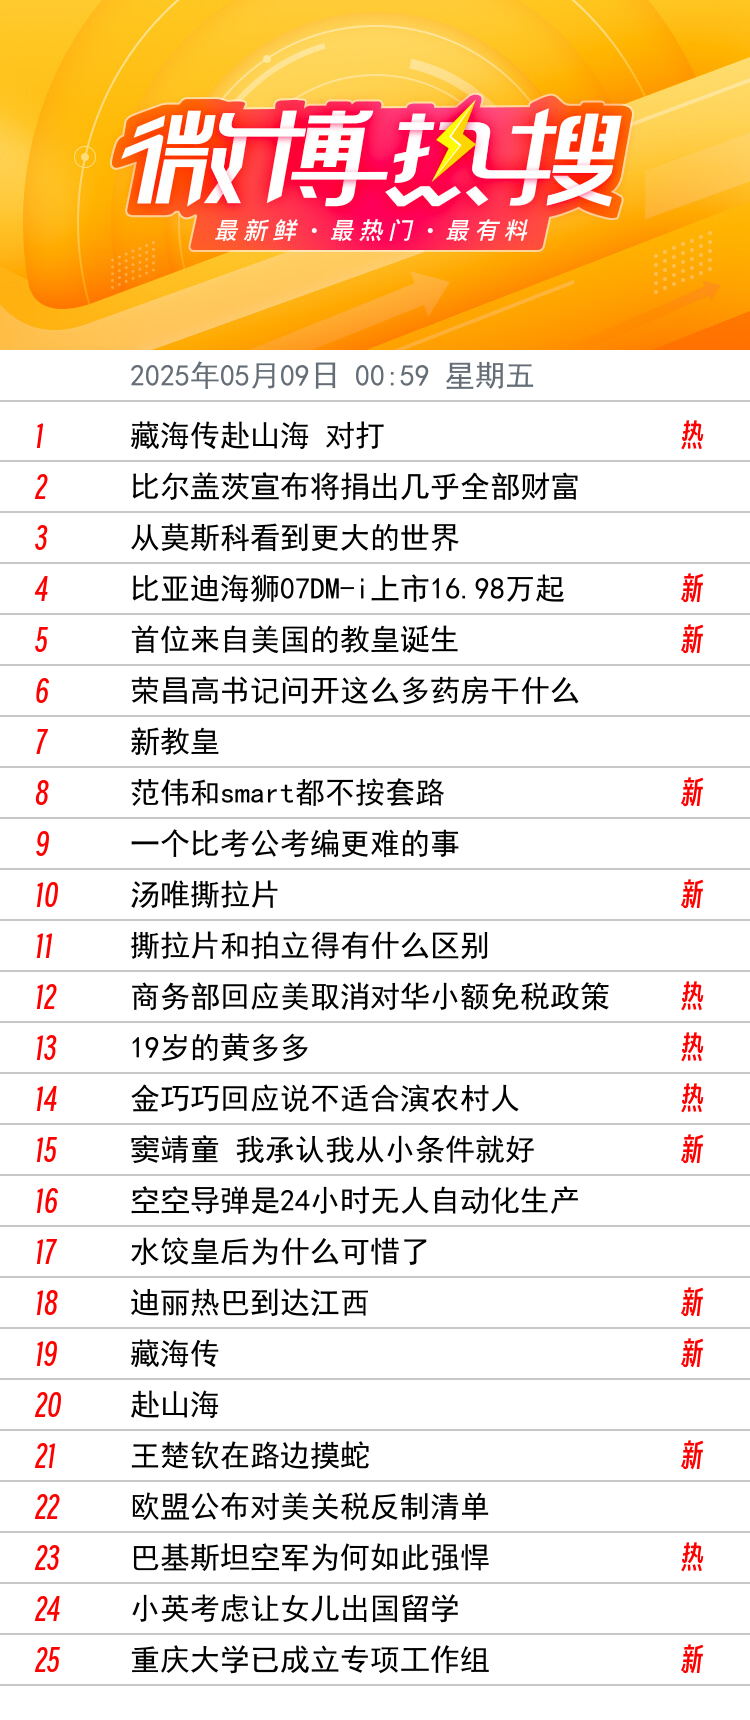 微博热搜
最新鲜·最热门·最有料
2025年05月09日 00:59 星期五
1 藏海传赴山海 对打 热
2 比尔盖茨宣布将捐出几乎全部财富
3 从莫斯科看到更大的世界
4 比亚迪海狮07DM-i上市16.98万起 新
5 首位来自美国的教皇诞生 新
6 荣昌高书记问开这么多药房干什么
7 新教皇
8 范伟和smart都不按套路 新
9 一个比考公考编更难的事
10 汤唯撕拉片 新
11 撕拉片和拍立得有什么区别
12 商务部回应美取消对华小额免税政策 热
13 19岁的黄多多 热
14 金巧巧回应说不适合演农村人 热
15 窦靖童 我承认我从小条件就好 新
16 空空导弹是24小时无人自动化生产
17 水饺皇后为什么可惜了
18 迪丽热巴到达江西 新
19 藏海传 新
20 赴山海
21 王楚钦在路边摸蛇 新
22 欧盟公布对美关税反制清单
23 巴基斯坦空军为何如此强悍 热
24 小英考虑让女儿出国留学
25 重庆大学已成立专项工作组 新